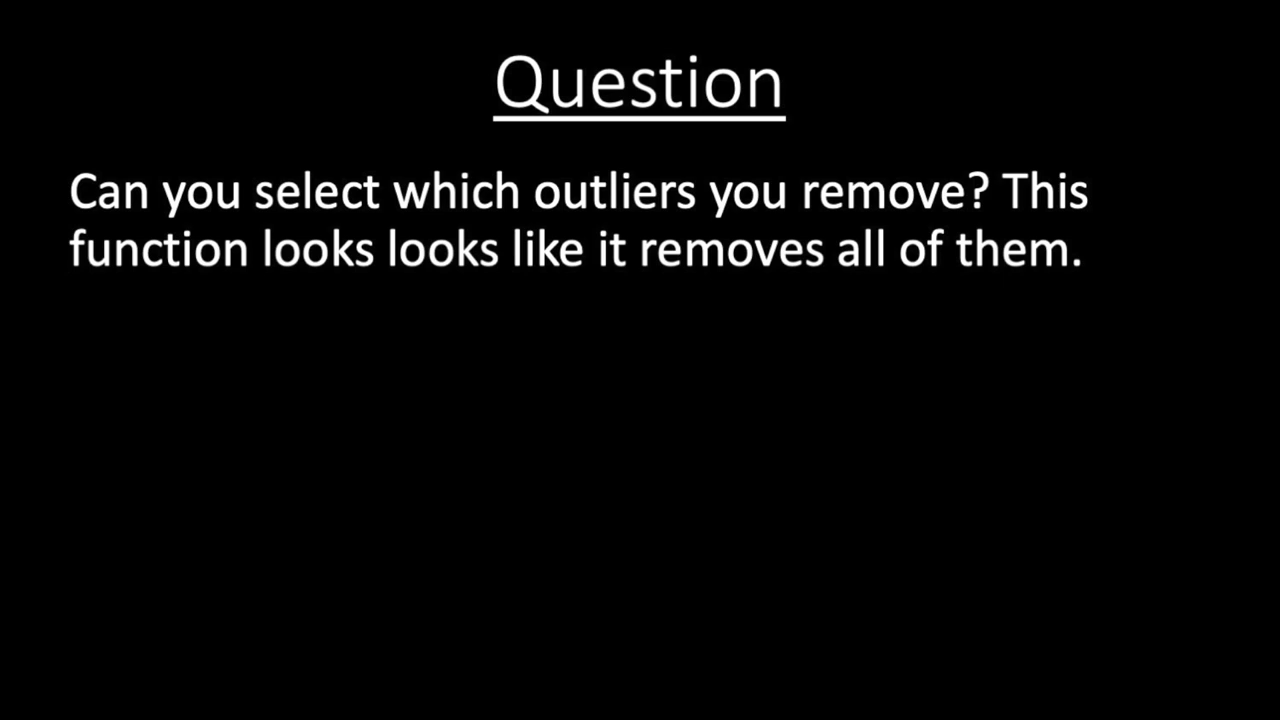 Question
Can you select which outliers you remove? This
function looks looks like it removes all of them.